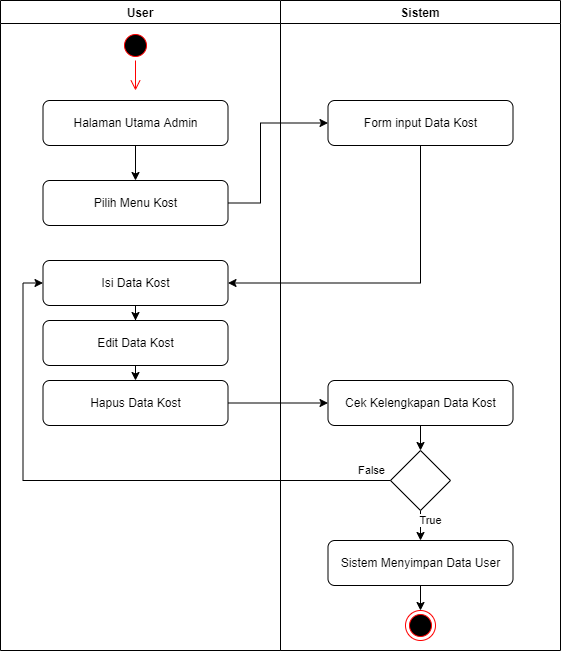 User
Sistem
Halaman Utama Admin
Form input Data Kost
Pilih Menu Kost
Isi Data Kost
Edit Data Kost
Hapus Data Kost
Cek Kelengkapan Data Kost
False
True
Sistem Menyimpan Data User